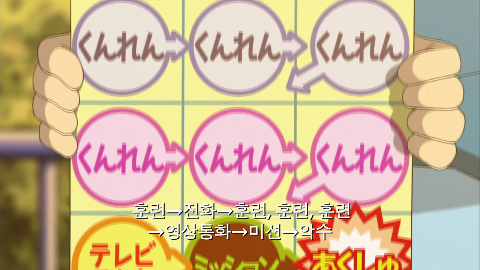 くんれん くんれん くんれん
くんれん くんれん くんれん
훈련→진화→훈련, 훈련, 훈련
→영상통화→미션→악수
テレビ ミッション あくしゅ